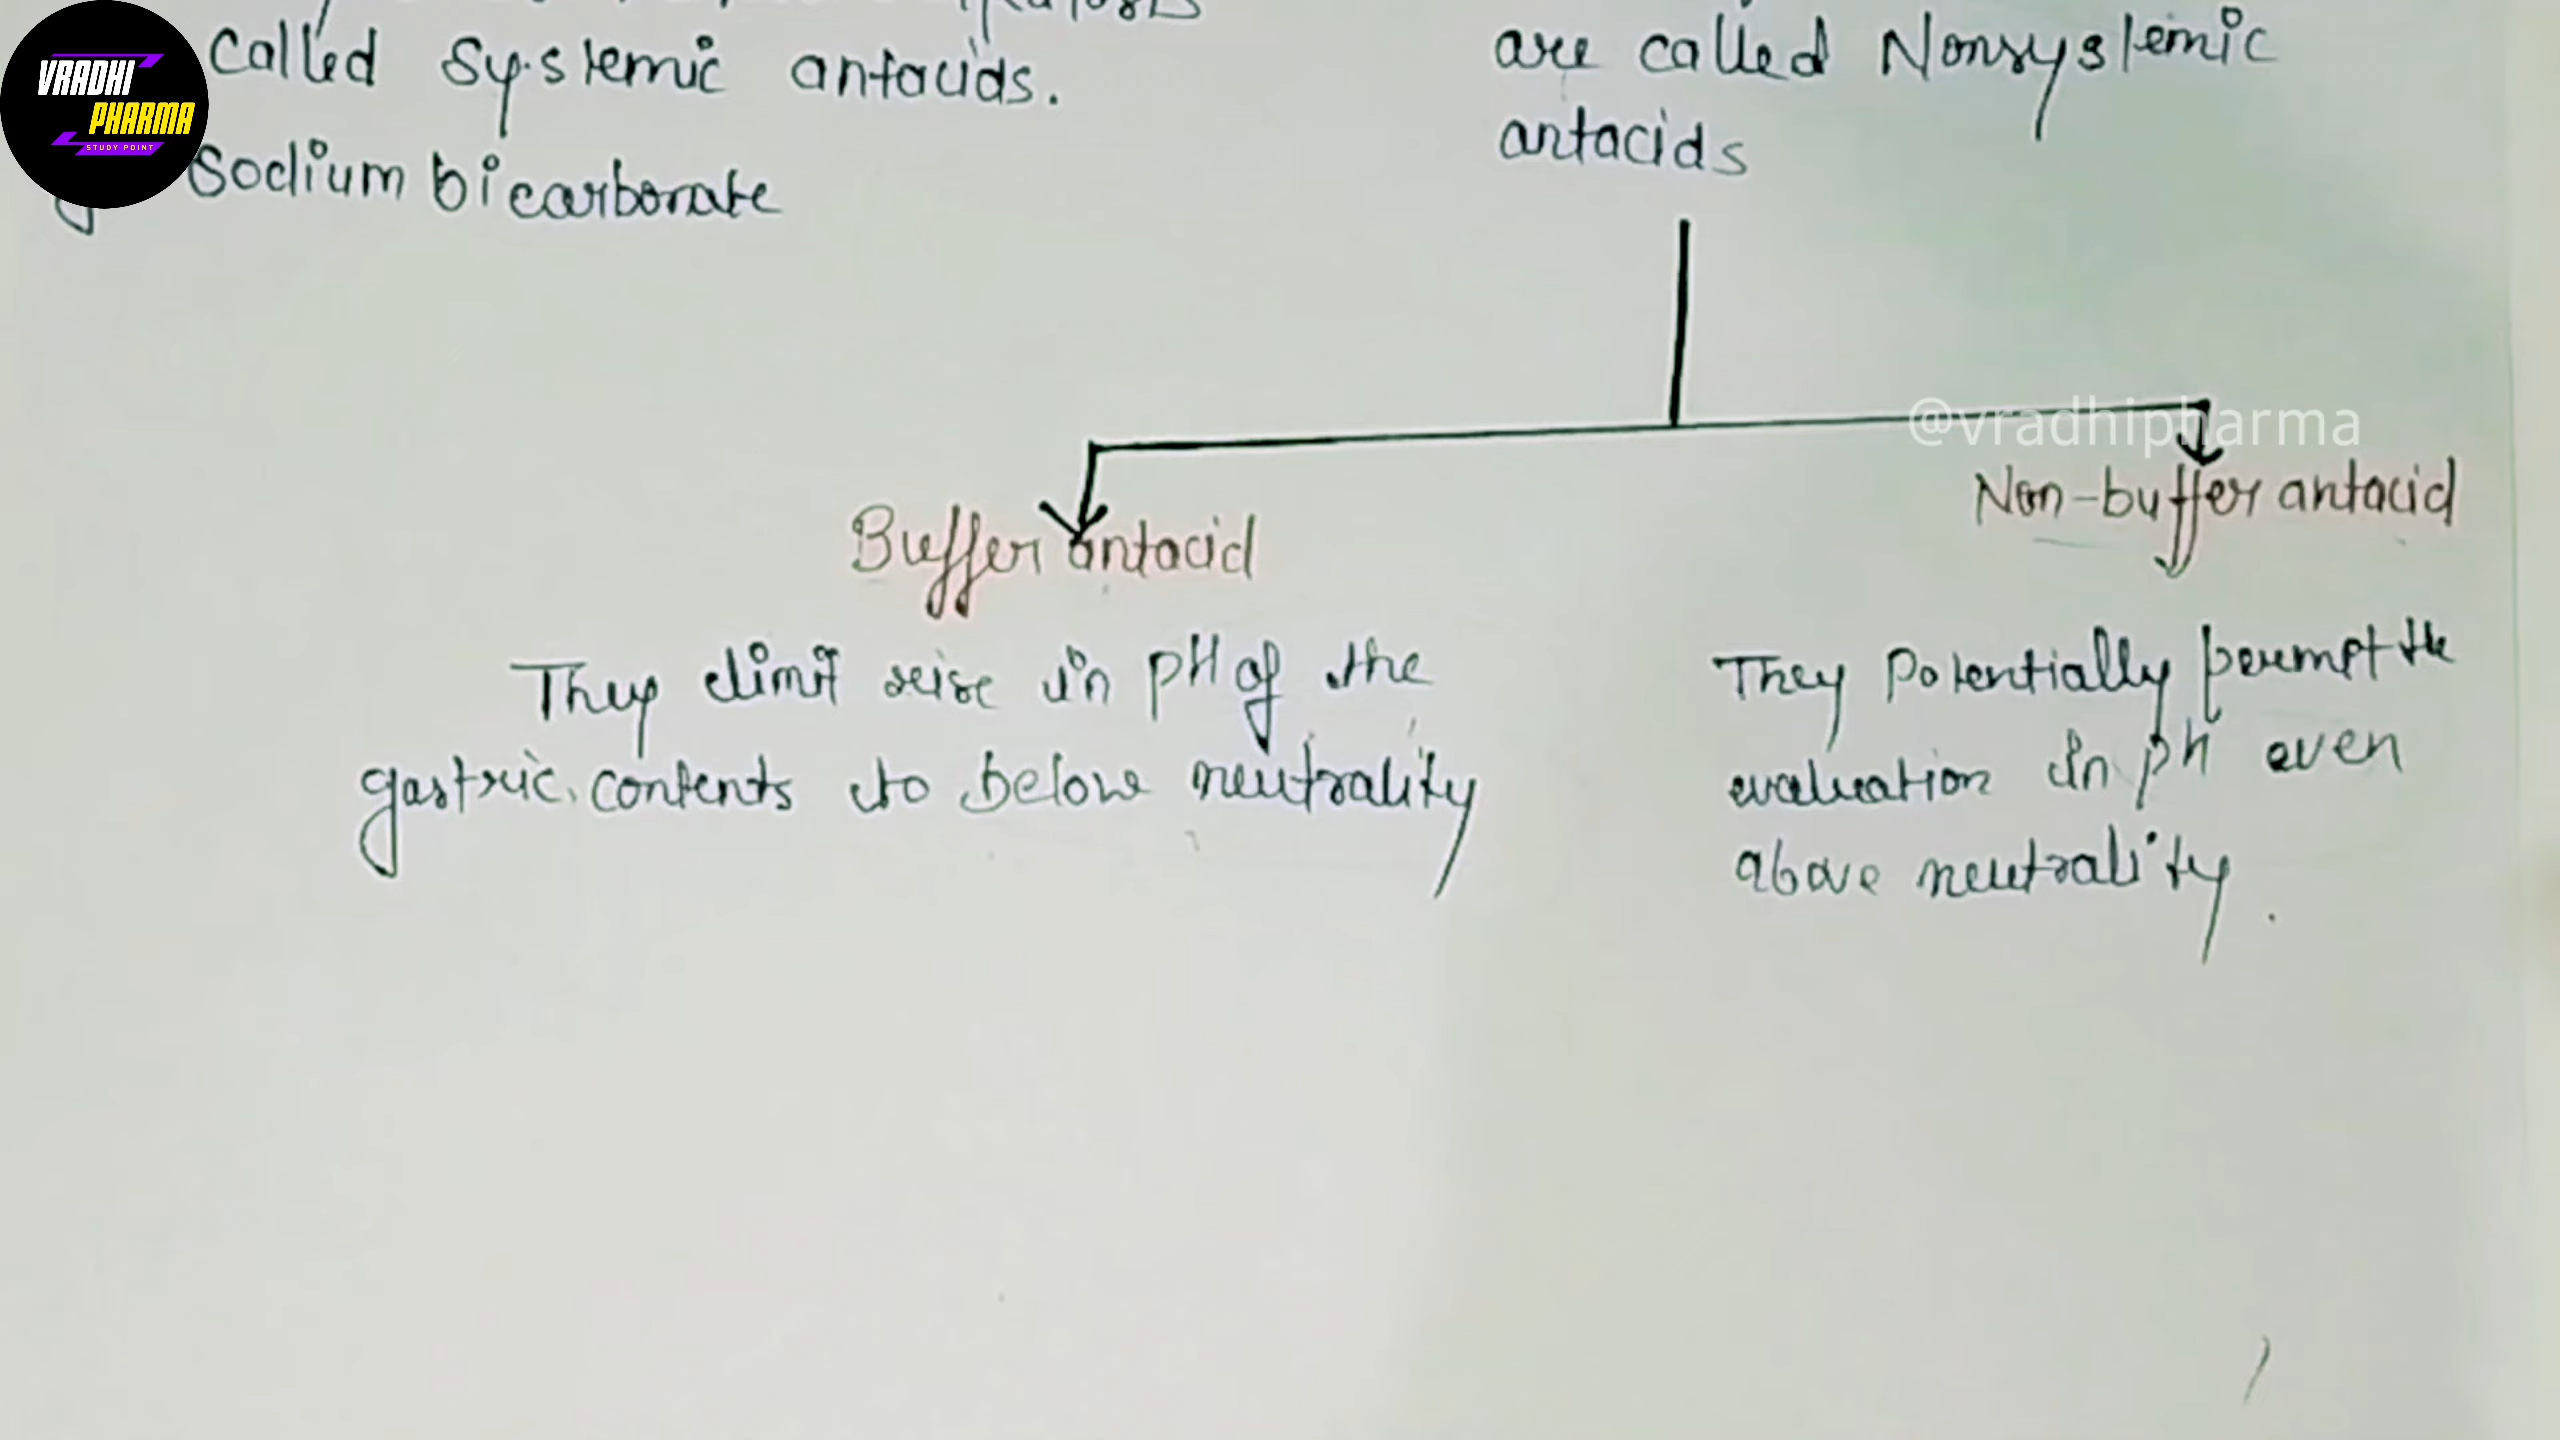 called systemic antacids.
Sodium bicarbonate
are called Nonsystemic
antacids
Buffer antacid
They limit reise in pH of the
gastric contents to below neutrality
Non-buffer antacid
They Potentially permpt the
evaluation in pH even
above neutrality.
VRADHI
PHARMA
STUDY POINT
@vradhipharma